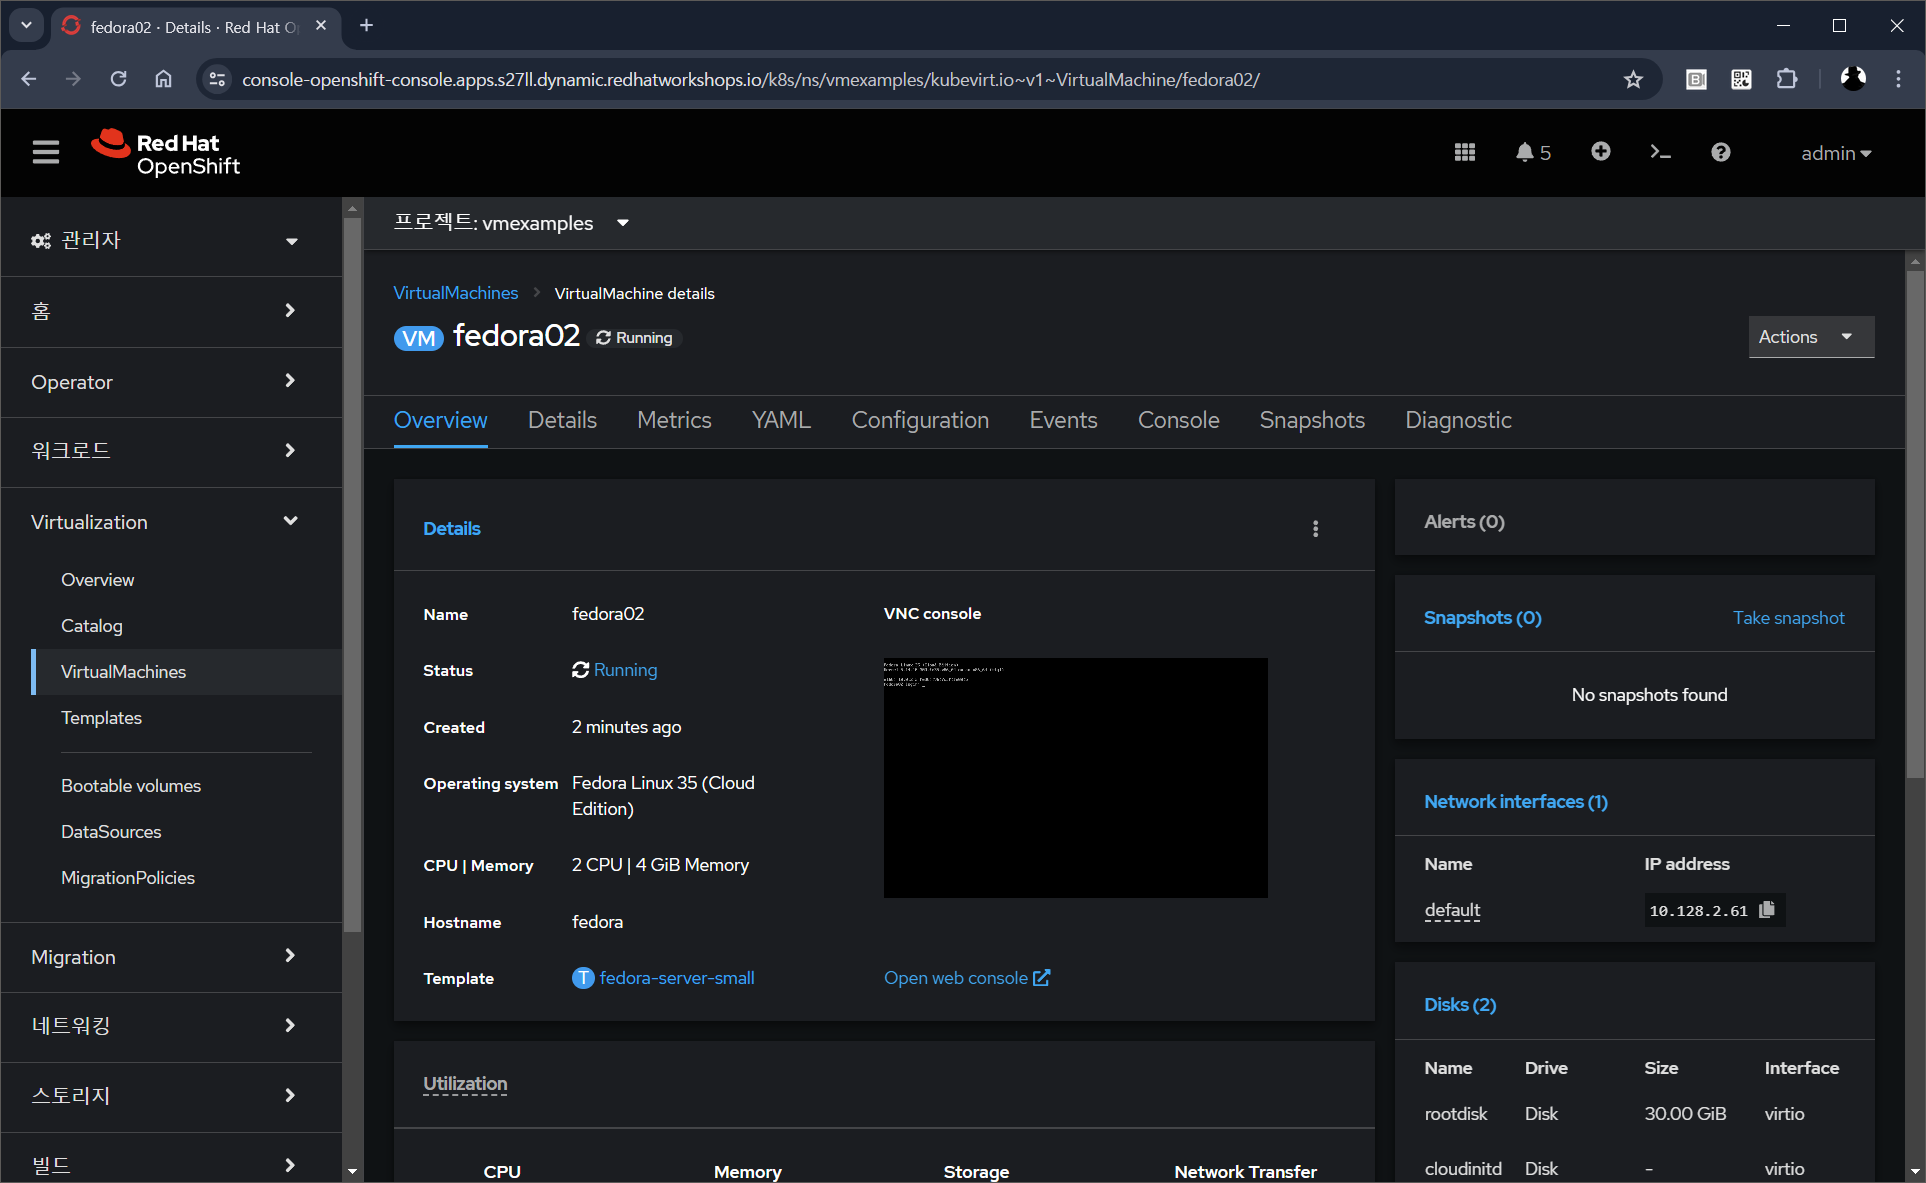 fedora02 · Details · Red Hat O
console-openshift-console.apps.s27ll.dynamic.redhatworkshops.io/k8s/ns/vmexamples/kubevirt.io~v1~VirtualMachine/fedora02/
Red Hat
OpenShift
5
admin
관리자
홈
Operator
워크로드
Virtualization
Overview
Catalog
VirtualMachines
Templates
Bootable volumes
DataSources
MigrationPolicies
Migration
네트워킹
스토리지
빌드
프로젝트: vmexamples
VirtualMachines VirtualMachine details
VM fedora02 Running
Actions
Overview Details Metrics YAML Configuration Events Console Snapshots Diagnostic
Details
Name fedora02
Status Running
Created 2 minutes ago
Operating system Fedora Linux 35 (Cloud
Edition)
CPU | Memory 2 CPU | 4 GiB Memory
Hostname fedora
Template T fedora-server-small
VNC console
Open web console
Utilization
CPU Memory Storage Network Transfer
Alerts (0)
Snapshots (0) Take snapshot
No snapshots found
Network interfaces (1)
Name IP address
default 10.128.2.61
Disks (2)
Name Drive Size Interface
rootdisk Disk 30.00 GiB virtio
cloudinitd Disk - virtio